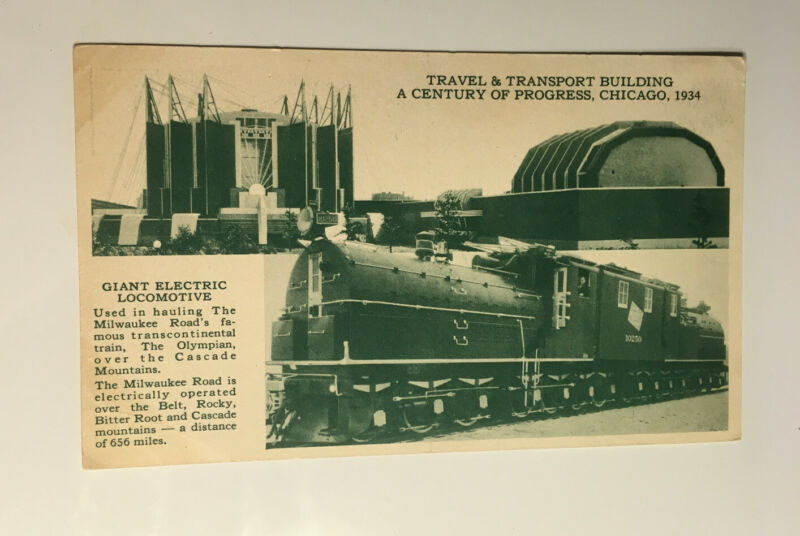 TRAVEL & TRANSPORT BUILDING
A CENTURY OF PROGRESS, CHICAGO, 1934
GIANT ELECTRIC
LOCOMOTIVE
Used in hauling The
Milwaukee Road's fa-
mous transcontinental
train, The Olympian,
over the Cascade
Mountains.
The Milwaukee Road is
electrically operated
over the Belt, Rocky,
Bitter Root and Cascade
mountains — a distance
of 656 miles.
10250